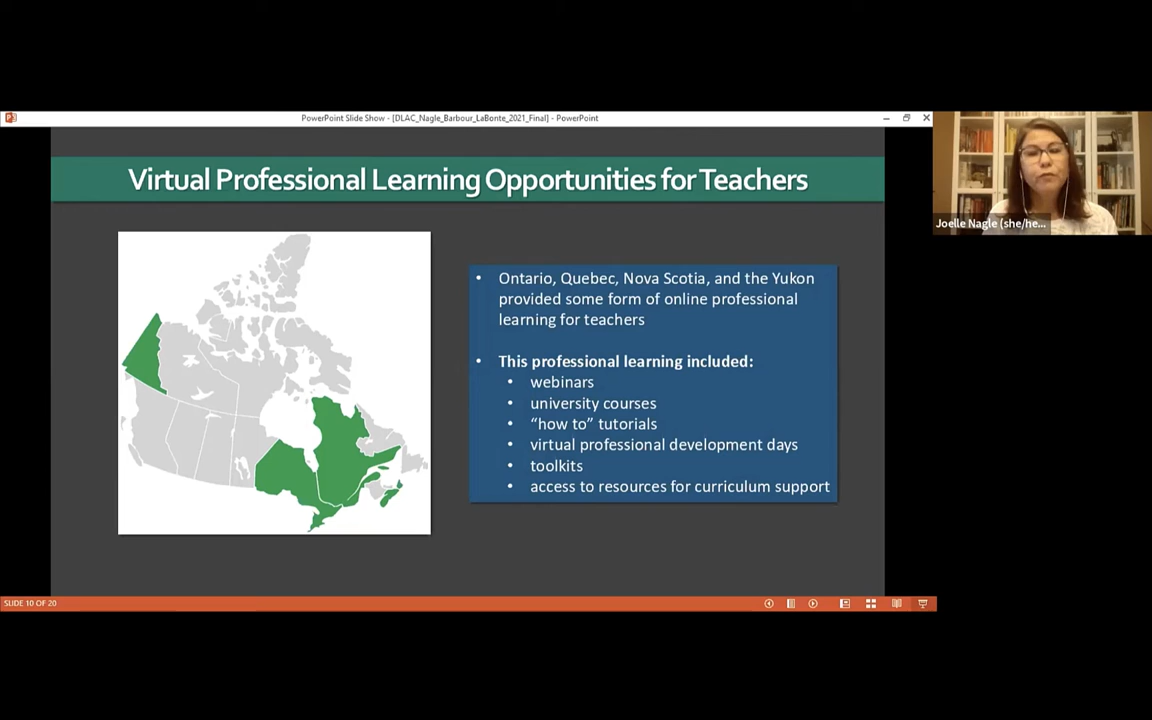 PowerPoint Slide Show - [DLAC_Nagle_Barbour_LaBonte_2021_Final] - PowerPoint
Virtual Professional Learning Opportunities for Teachers
Joelle Nagle (she/he...
• Ontario, Quebec, Nova Scotia, and the Yukon
provided some form of online professional
learning for teachers
• This professional learning included:
• webinars
• university courses
• “how to” tutorials
• virtual professional development days
• toolkits
• access to resources for curriculum support
SLIDE 10 OF 20